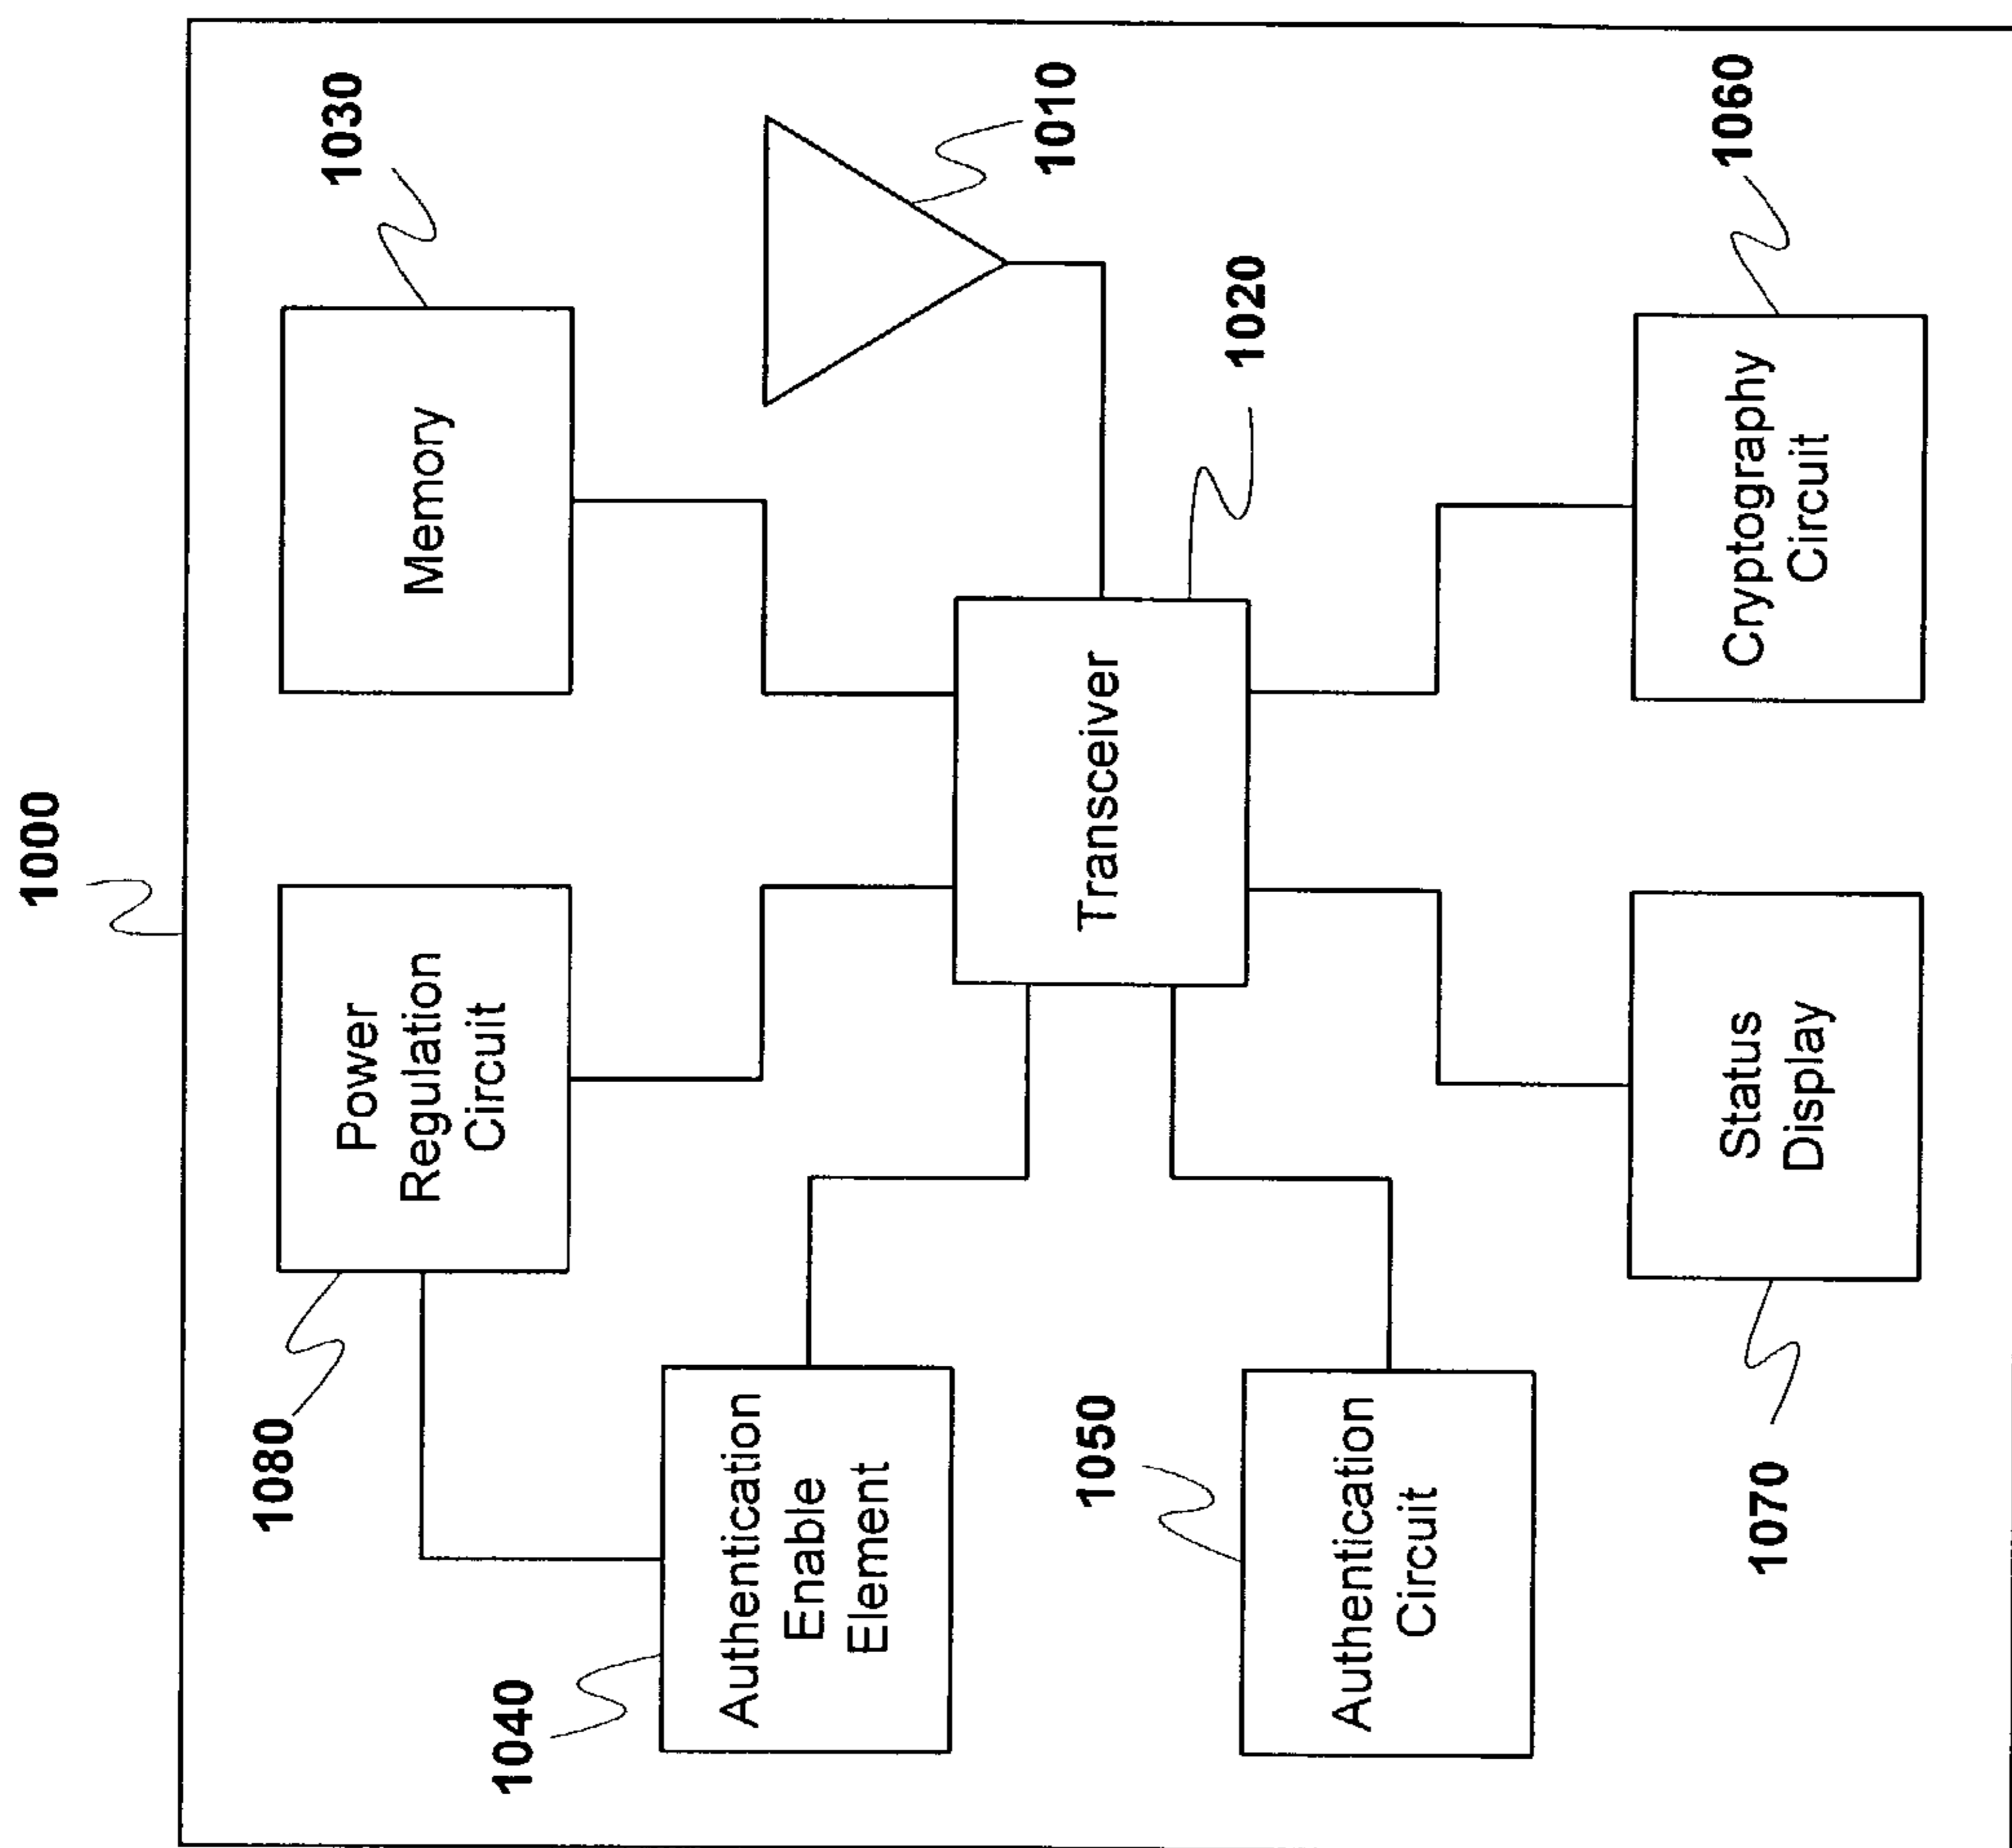 1000
1080
Power
Regulation
Circuit
Memory
1030
1040
Authentication
Enable
Element
1010
1050
Transceiver
1020
Authentication
Circuit
1070
Status
Display
Cryptography
Circuit
1060